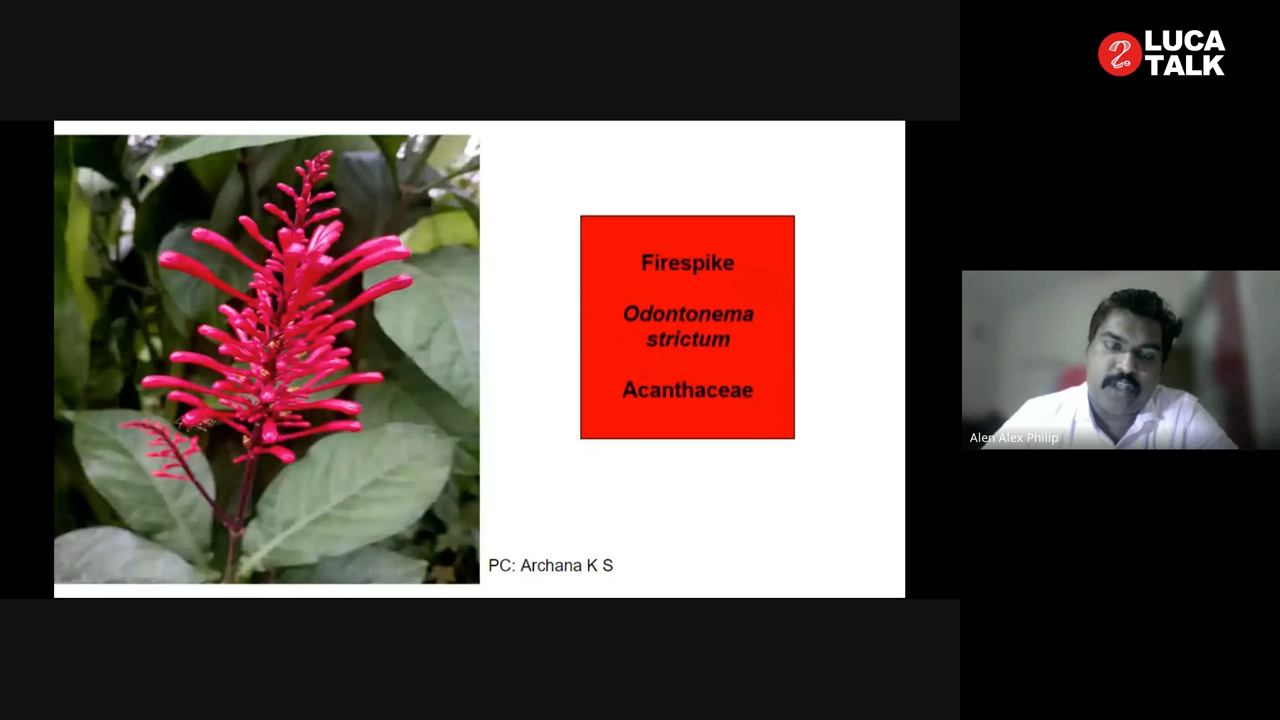 LUCA
TALK
Firespike
Odontonema
strictum
Acanthaceae
PC: Archana K S
Alen Alex Philip